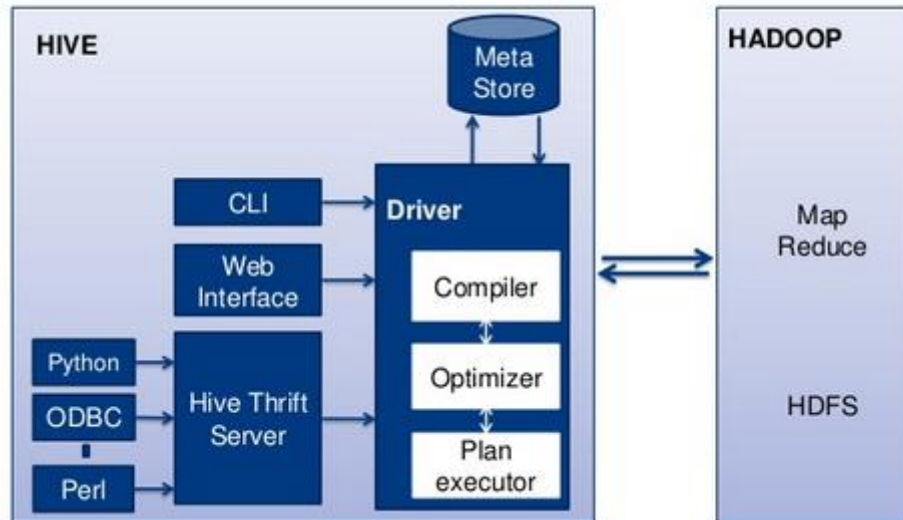 HIVE
Meta
Store
HADOOP
CLI
Driver
Web
Interface
Compiler
Map
Reduce
Python
ODBC
Perl
Hive Thrift
Server
Optimizer
Plan
executor
HDFS